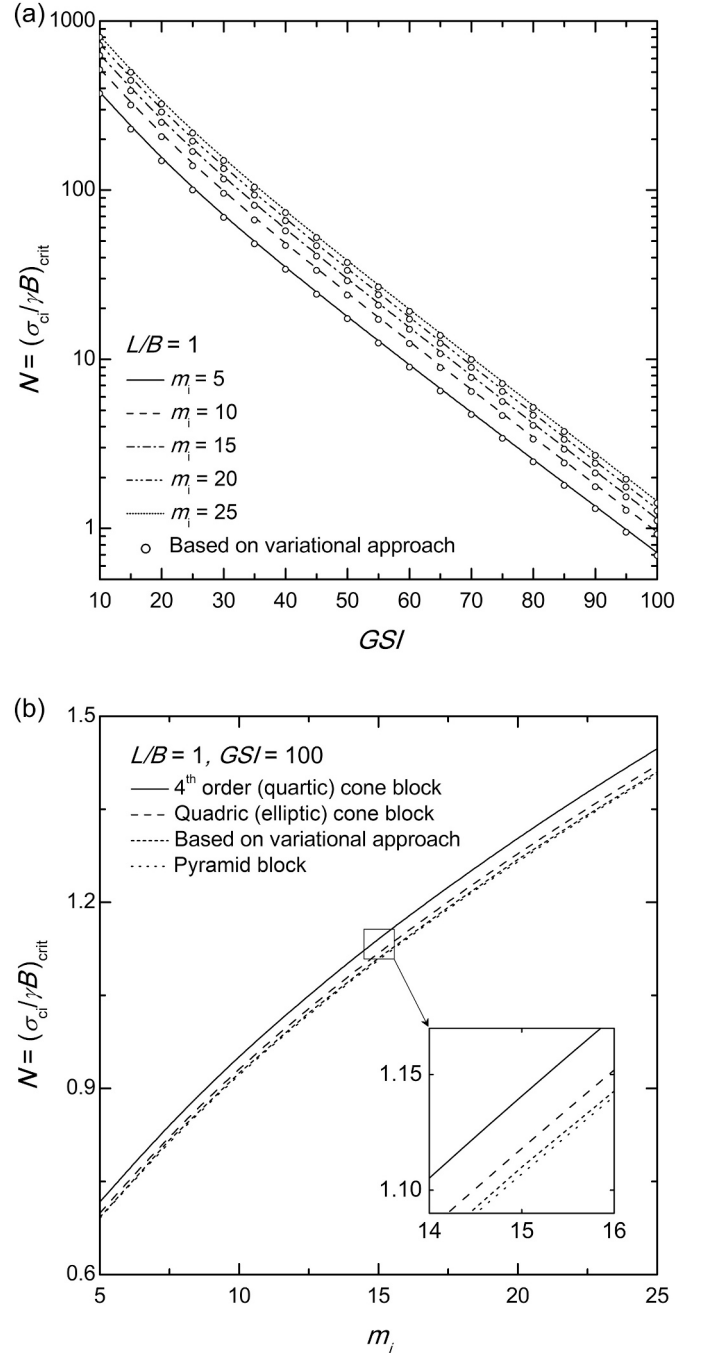 (a)
1000
100
10
1
N = (σci/γB)crit
L/B = 1
mi = 5
mi = 10
mi = 15
mi = 20
mi = 25
Based on variational approach
10 20 30 40 50 60 70 80 90 100
GSI
(b)
1.5
1.2
0.9
0.6
N = (σci/γB)crit
L/B = 1, GSI = 100
4th order (quartic) cone block
Quadric (elliptic) cone block
Based on variational approach
Pyramid block
1.15
1.10
14 15 16
5 10 15 20 25
mi